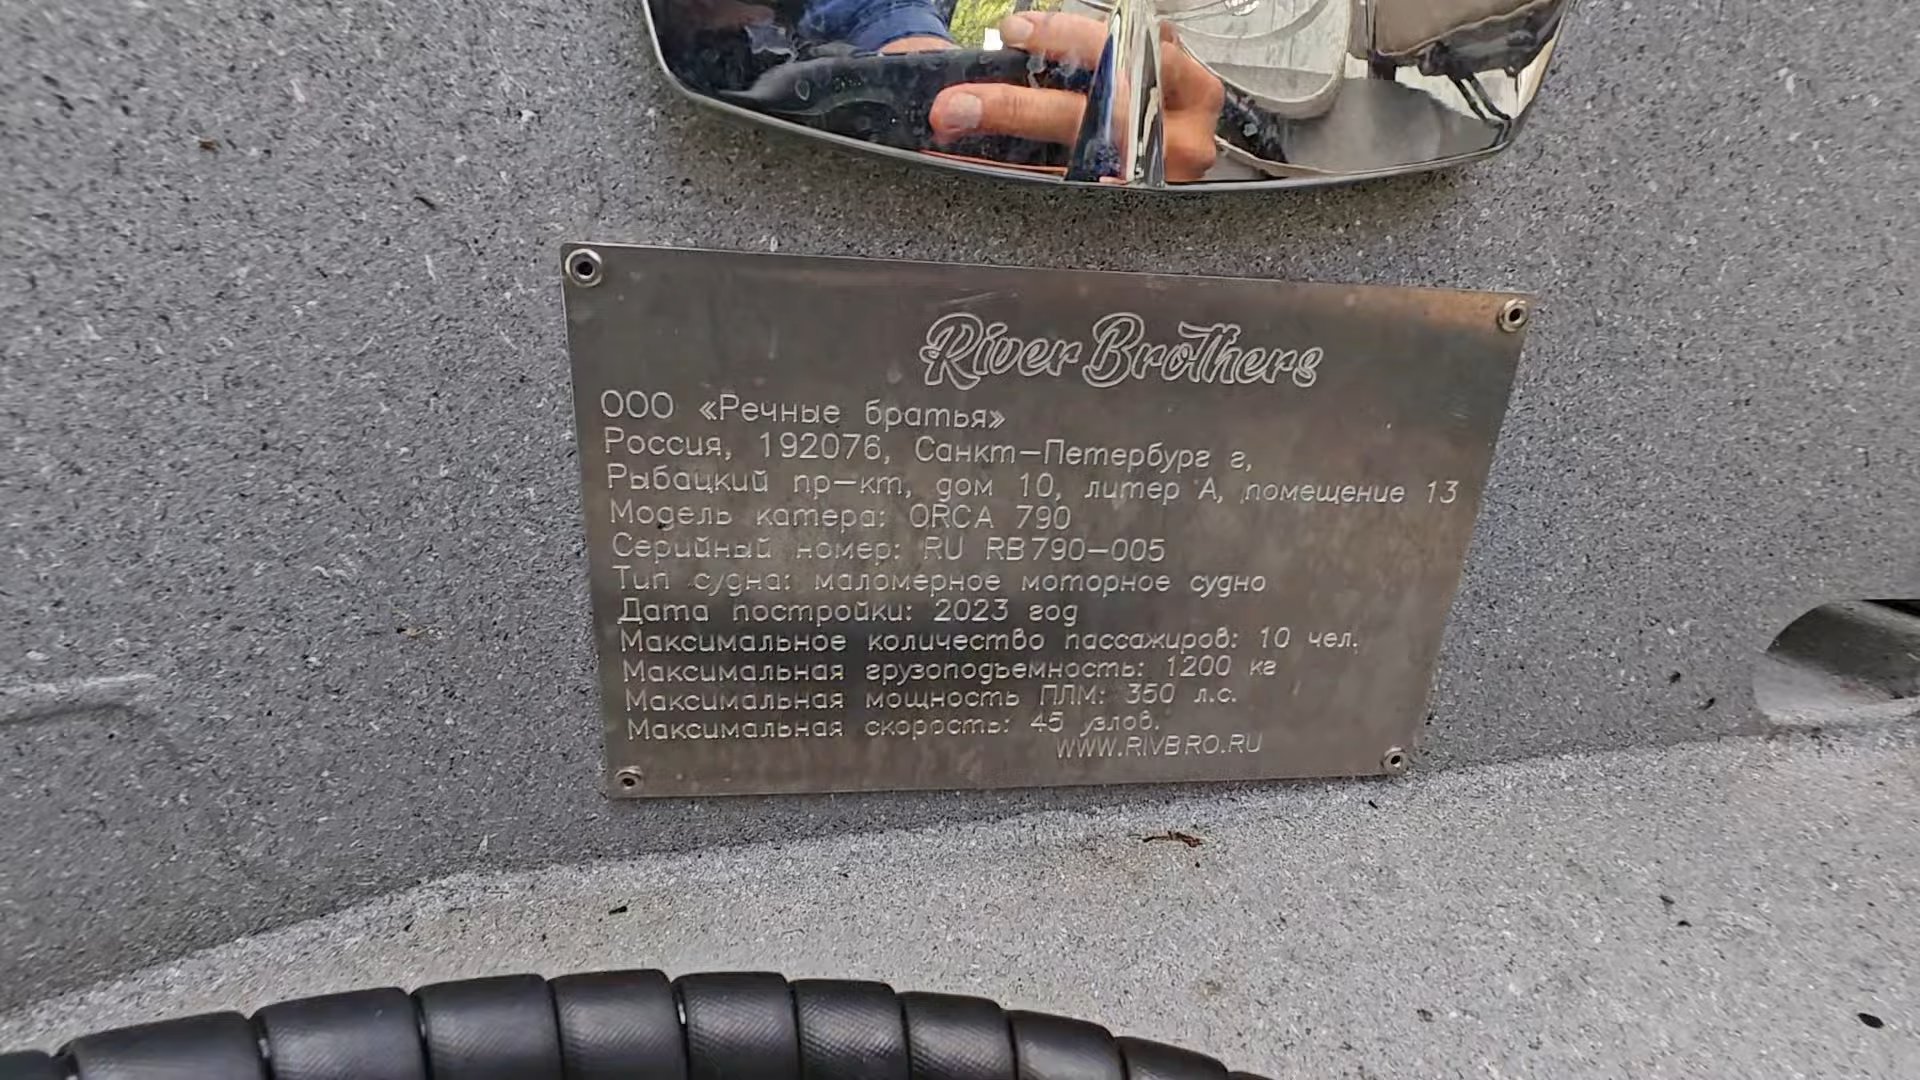 River Brothers
ООО «Речные братья»
Россия, 192076, Санкт-Петербург г,
Рыбацкий пр-кт, дом 10, литер А, помещение 13
Модель катера: ORCA 790
Серийный номер: RU RB790-005
Тип судна: маломерное моторное судно
Дата постройки: 2023 год
Максимальное количество пассажиров: 10 чел.
Максимальная грузоподъемность: 1200 кг
Максимальная мощность ПЛМ: 350 л.с.
Максимальная скорость: 45 узлов.
WWW.RIVBRO.RU